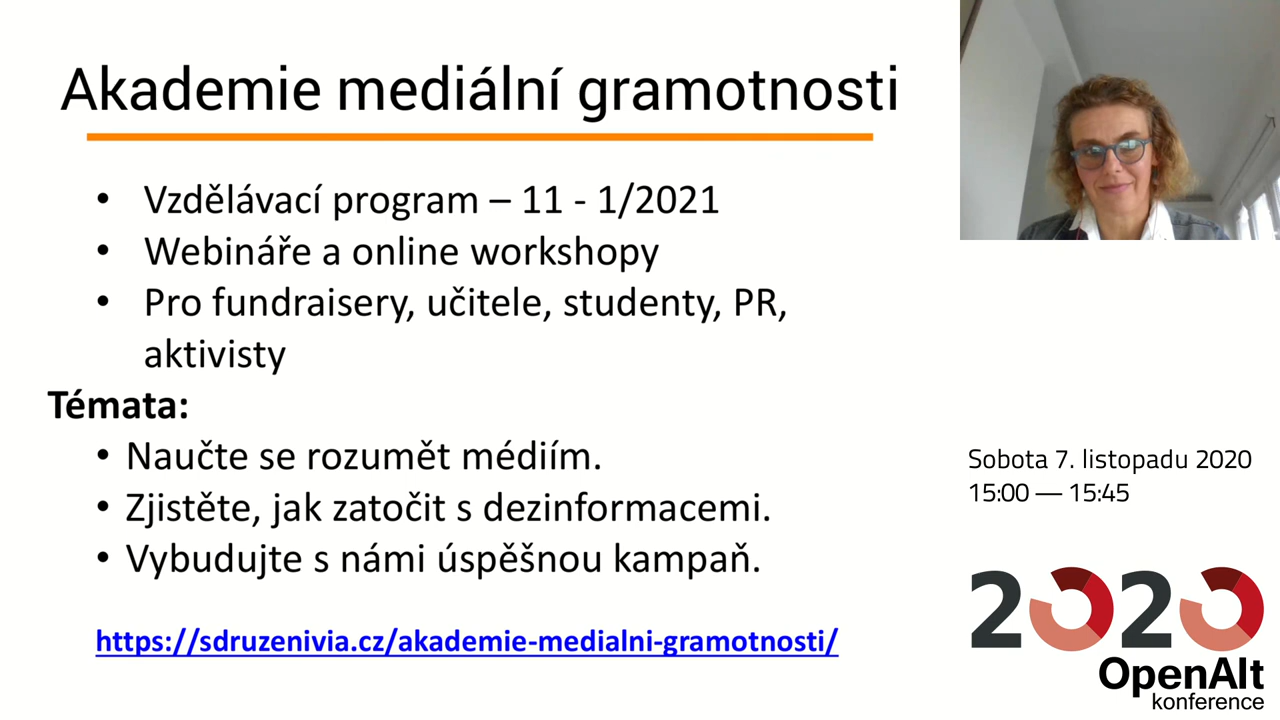 Akademie mediální gramotnosti
• Vzdělávací program – 11 - 1/2021
• Webináře a online workshopy
• Pro fundraisery, učitele, studenty, PR,
aktivisty
Témata:
• Naučte se rozumět médiím.
• Zjistěte, jak zatočit s dezinformacemi.
• Vybudujte s námi úspěšnou kampaň.
https://sdruzenivia.cz/akademie-medialni-gramotnosti/
Sobota 7. listopadu 2020
15:00 — 15:45
2020
OpenAlt
konference